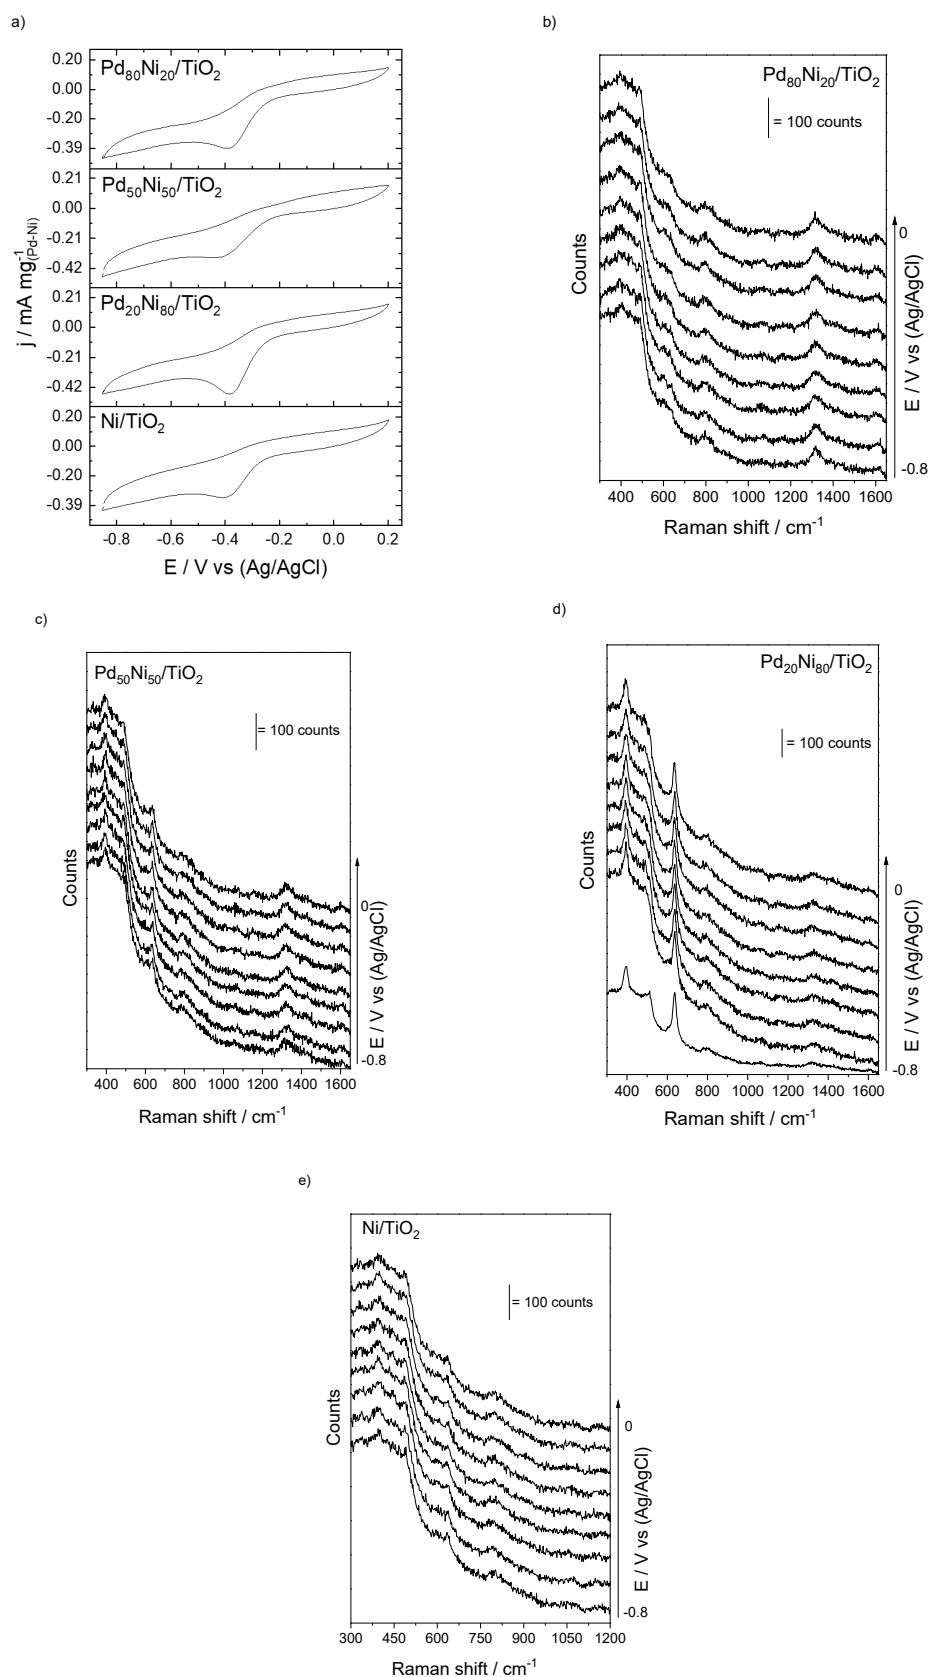 a)
j / mA mg⁻¹(Pd-Ni)
0.20
0.00
-0.20
-0.39
Pd₈₀Ni₂₀/TiO₂
0.21
0.00
-0.21
-0.42
Pd₅₀Ni₅₀/TiO₂
0.21
0.00
-0.21
-0.42
Pd₂₀Ni₈₀/TiO₂
0.20
0.00
-0.20
-0.39
Ni/TiO₂
-0.8 -0.6 -0.4 -0.2 0.0 0.2
E / V vs (Ag/AgCl)
b)
Pd₈₀Ni₂₀/TiO₂
= 100 counts
Counts
0
E / V vs (Ag/AgCl)
-0.8
400 600 800 1000 1200 1400 1600
Raman shift / cm⁻¹
c)
Pd₅₀Ni₅₀/TiO₂
= 100 counts
Counts
0
E / V vs (Ag/AgCl)
-0.8
400 600 800 1000 1200 1400 1600
Raman shift / cm⁻¹
d)
Pd₂₀Ni₈₀/TiO₂
= 100 counts
Counts
0
E / V vs (Ag/AgCl)
-0.8
400 600 800 1000 1200 1400 1600
Raman shift / cm⁻¹
e)
Ni/TiO₂
= 100 counts
Counts
0
E / V vs (Ag/AgCl)
-0.8
300 450 600 750 900 1050 1200
Raman shift / cm⁻¹